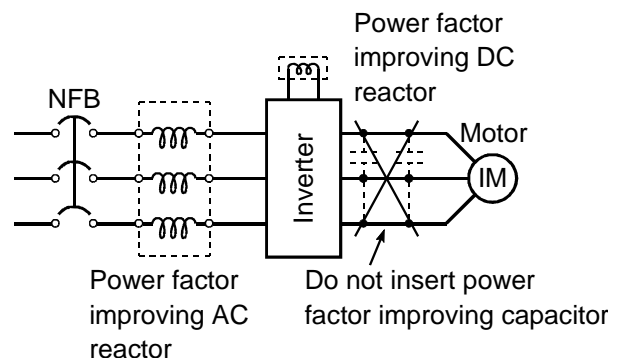 Power factor
improving DC
reactor
NFB
Motor
Inverter
IM
Power factor
improving AC
reactor
Do not insert power
factor improving capacitor